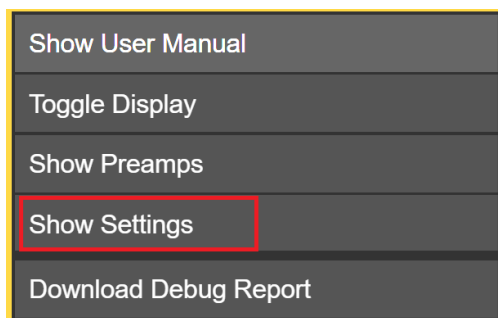 Show User Manual
Toggle Display
Show Preamps
Show Settings
Download Debug Report